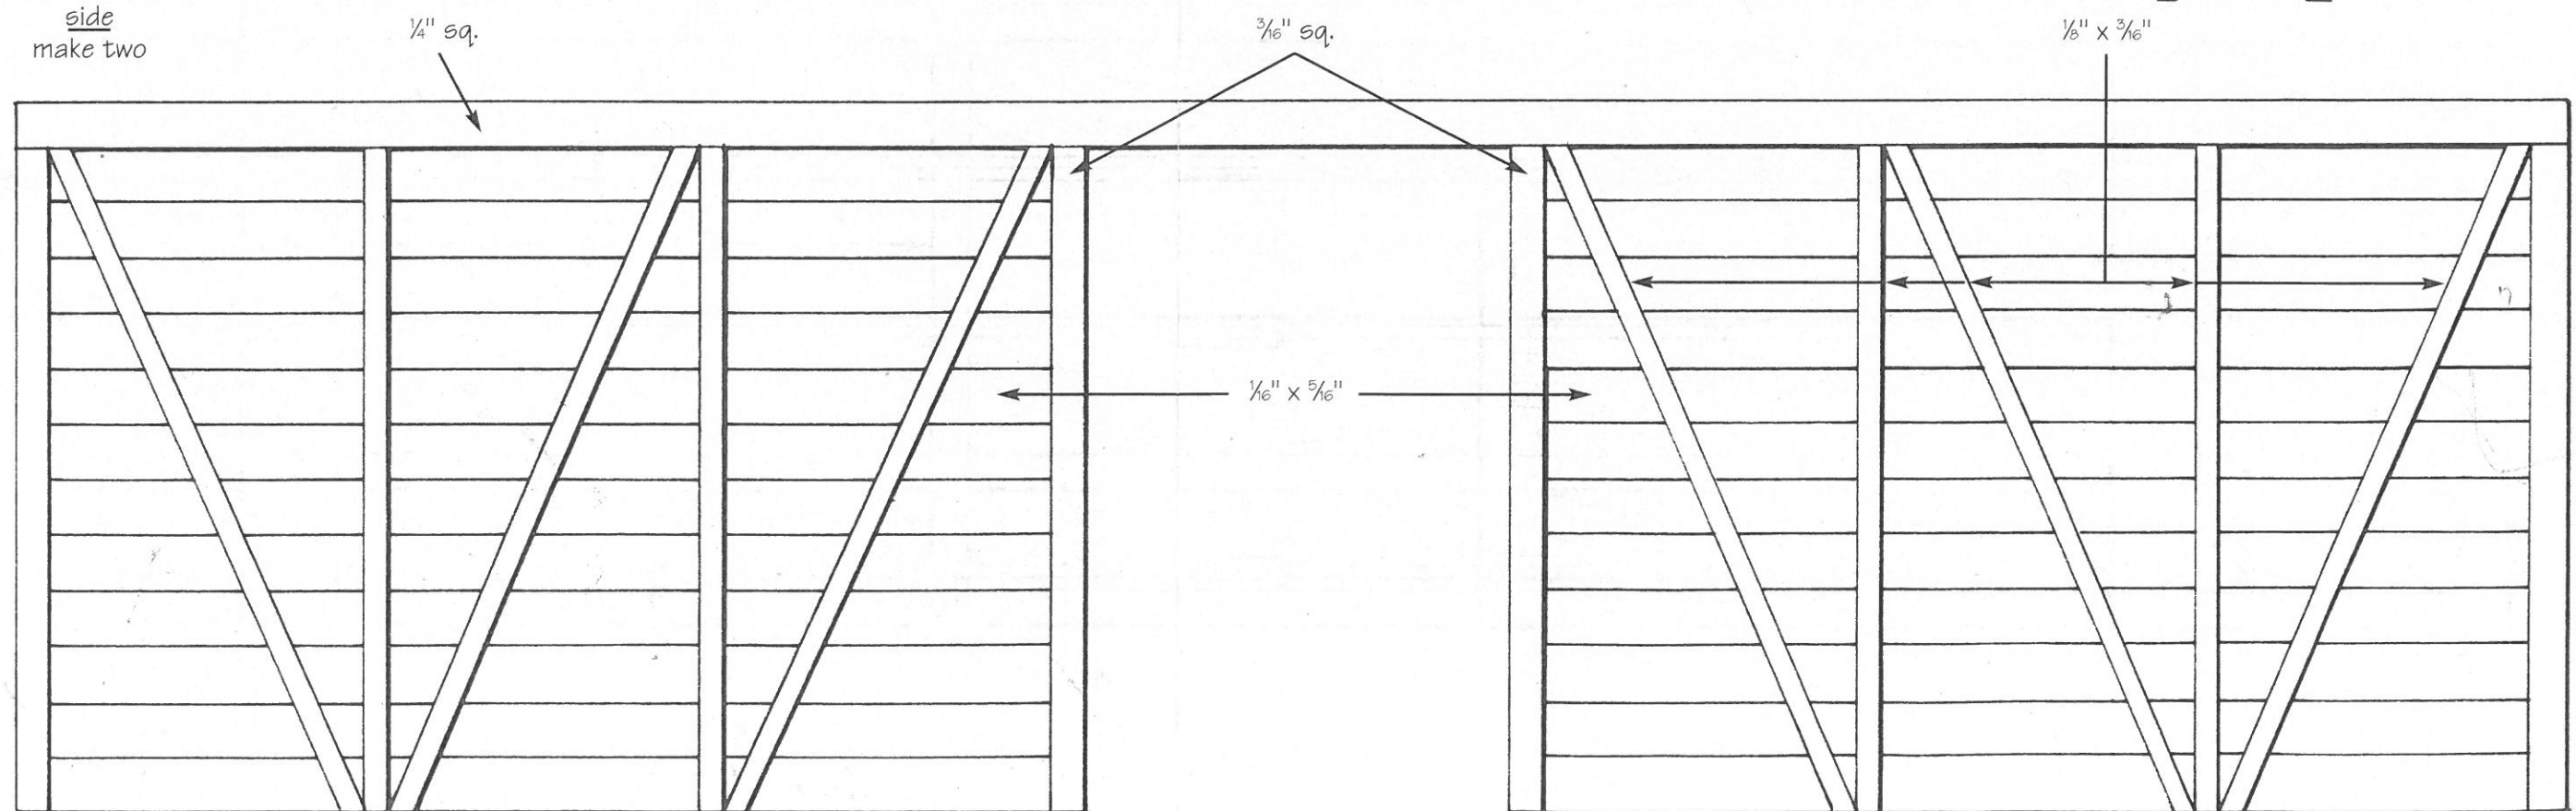 side
make two
¼" sq.
³⁄₁₆" sq.
⅛" x ³⁄₁₆"
¹⁄₁₆" x ⁵⁄₁₆"